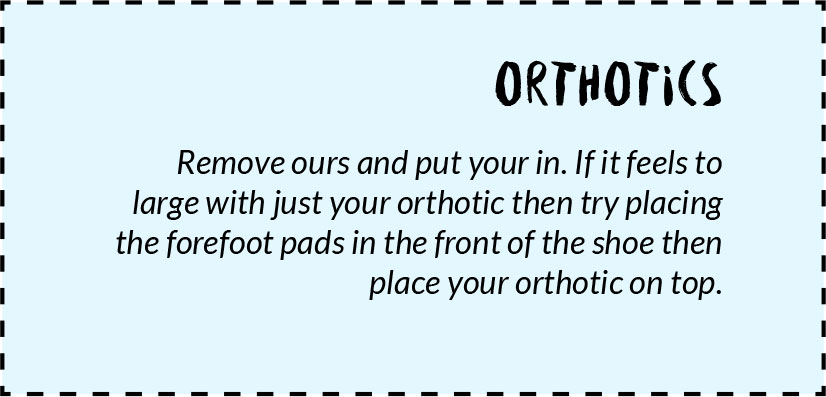 ORTHOTiCS
Remove ours and put your in. If it feels to
large with just your orthotic then try placing
the forefoot pads in the front of the shoe then
place your orthotic on top.